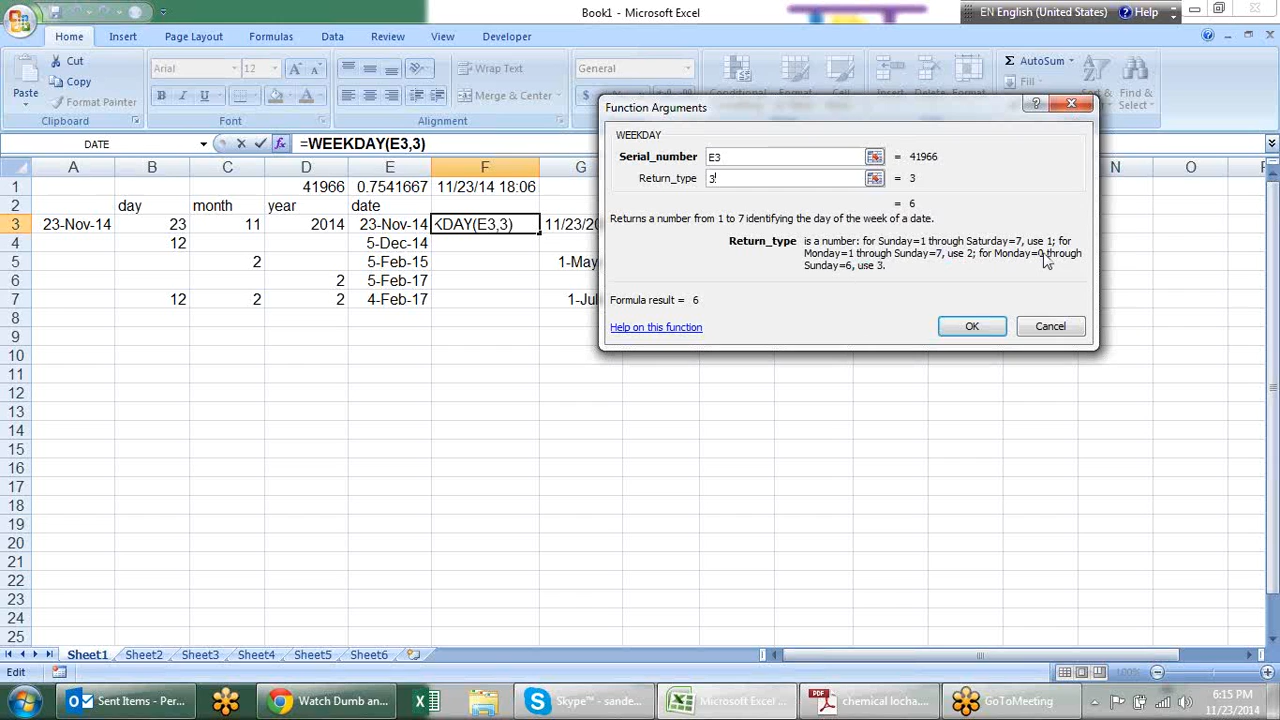 Book1 - Microsoft Excel
EN English (United States)
Help
Home Insert Page Layout Formulas Data Review View Developer
Paste
Cut
Copy
Format Painter
Clipboard
Arial 12
B I U
Font
Wrap Text
Merge & Center
Alignment
General
$
Conditional Format Cell Insert Delete Format
AutoSum
Fill
Sort & Find &
Filter Select
DATE =WEEKDAY(E3,3)
A B C D E F G N O
1 41966 0.7541667 11/23/14 18:06
2 day month year date
3 23-Nov-14 23 11 2014 23-Nov-14 KDAY(E3,3) 11/23/20
4 12 5-Dec-14
5 2 5-Feb-15 1-May
6 2 5-Feb-17
7 12 2 2 4-Feb-17 1-Jul
8
9
10
11
12
13
14
15
16
17
18
19
20
21
22
23
24
25
Function Arguments
WEEKDAY
Serial_number E3 = 41966
Return_type 3 = 3
= 6
Returns a number from 1 to 7 identifying the day of the week of a date.
Return_type is a number: for Sunday=1 through Saturday=7, use 1; for
Monday=1 through Sunday=7, use 2; for Monday=0 through
Sunday=6, use 3.
Formula result = 6
Help on this function
OK Cancel
Sheet1 Sheet2 Sheet3 Sheet4 Sheet5 Sheet6
Edit
100%
Sent Items - Per...
Watch Dumb an...
Skype™ - sande...
Microsoft Excel ...
chemical locha...
GoToMeeting
6:15 PM
11/23/2014